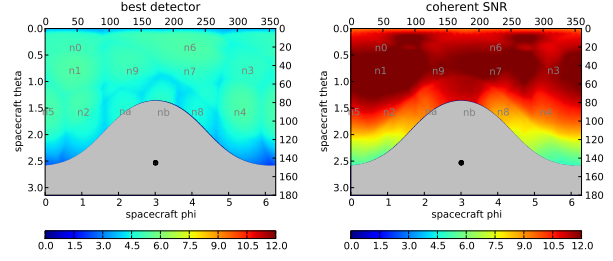 best detector
coherent SNR
0 50 100 150 200 250 300 350
0 50 100 150 200 250 300 350
0.0 0
0.5 20
1.0 40
1.5 60
2.0 80
2.5 100
3.0 120
140
160
180
0.0 0
0.5 20
1.0 40
1.5 60
2.0 80
2.5 100
3.0 120
140
160
180
spacecraft theta
spacecraft theta
n0 n6
n1 n9 n7 n3
n5 n2 na nb n8 n4
n0 n6
n1 n9 n7 n3
n5 n2 na nb n8
0 1 2 3 4 5 6
0 1 2 3 4 5 6
spacecraft phi
spacecraft phi
0.0 1.5 3.0 4.5 6.0 7.5 9.0 10.5 12.0
0.0 1.5 3.0 4.5 6.0 7.5 9.0 10.5 12.0